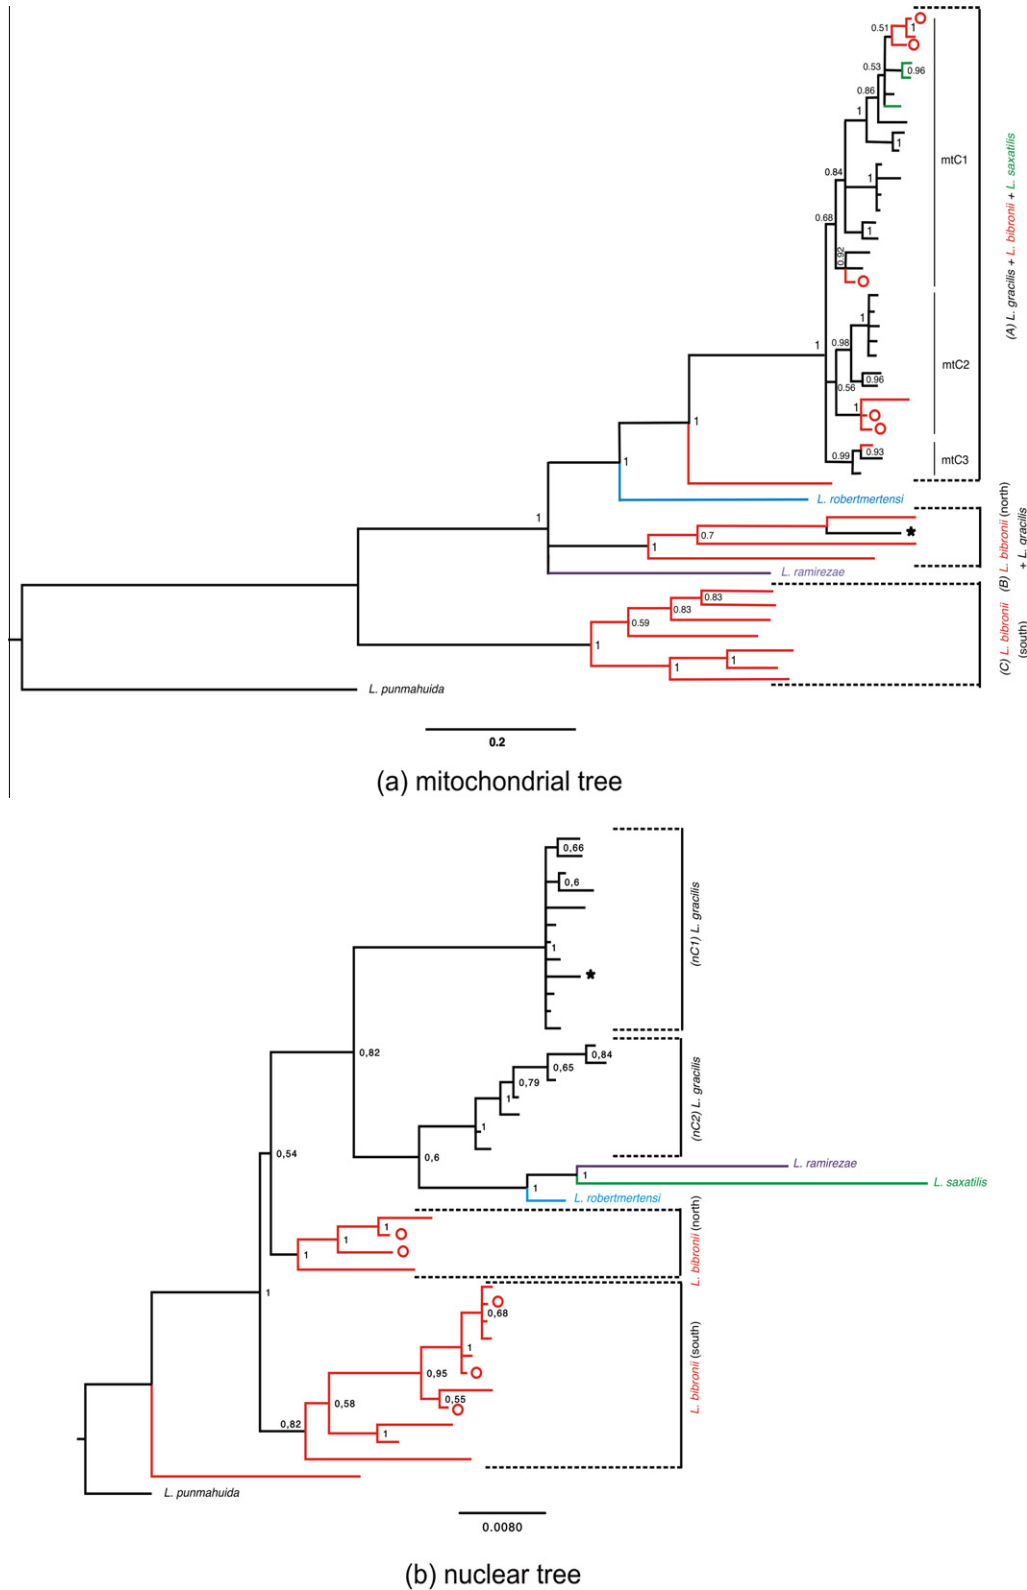 0.51
1
0.53
0.96
0.86
1
1
mtC1
0.84
1
0.68
1
0.92
(A) L. gracilis + L. bibronii + L. saxatilis
1
0.98
1
mtC2
0.96
0.56
1
1
0.93
0.99
mtC3
1
L. robertmertensi
1
*
0.7
1
(B) L. bibronii (north)
+ L. gracilis
L. ramirezae
0.83
0.83
0.59
1
1
1
(C) L. bibronii
(south)
L. punmahuida
0.2
(a) mitochondrial tree
0,66
0,6
(nC1) L. gracilis
1
*
0,82
0,84
0,65
0,79
1
(nC2) L. gracilis
1
0,54
0,6
L. ramirezae
1
L. saxatilis
1
L. robertmertensi
1
1
1
L. bibronii (north)
1
0,68
1
0,95
L. bibronii (south)
0,55
0,58
0,82
1
L. punmahuida
0.0080
(b) nuclear tree